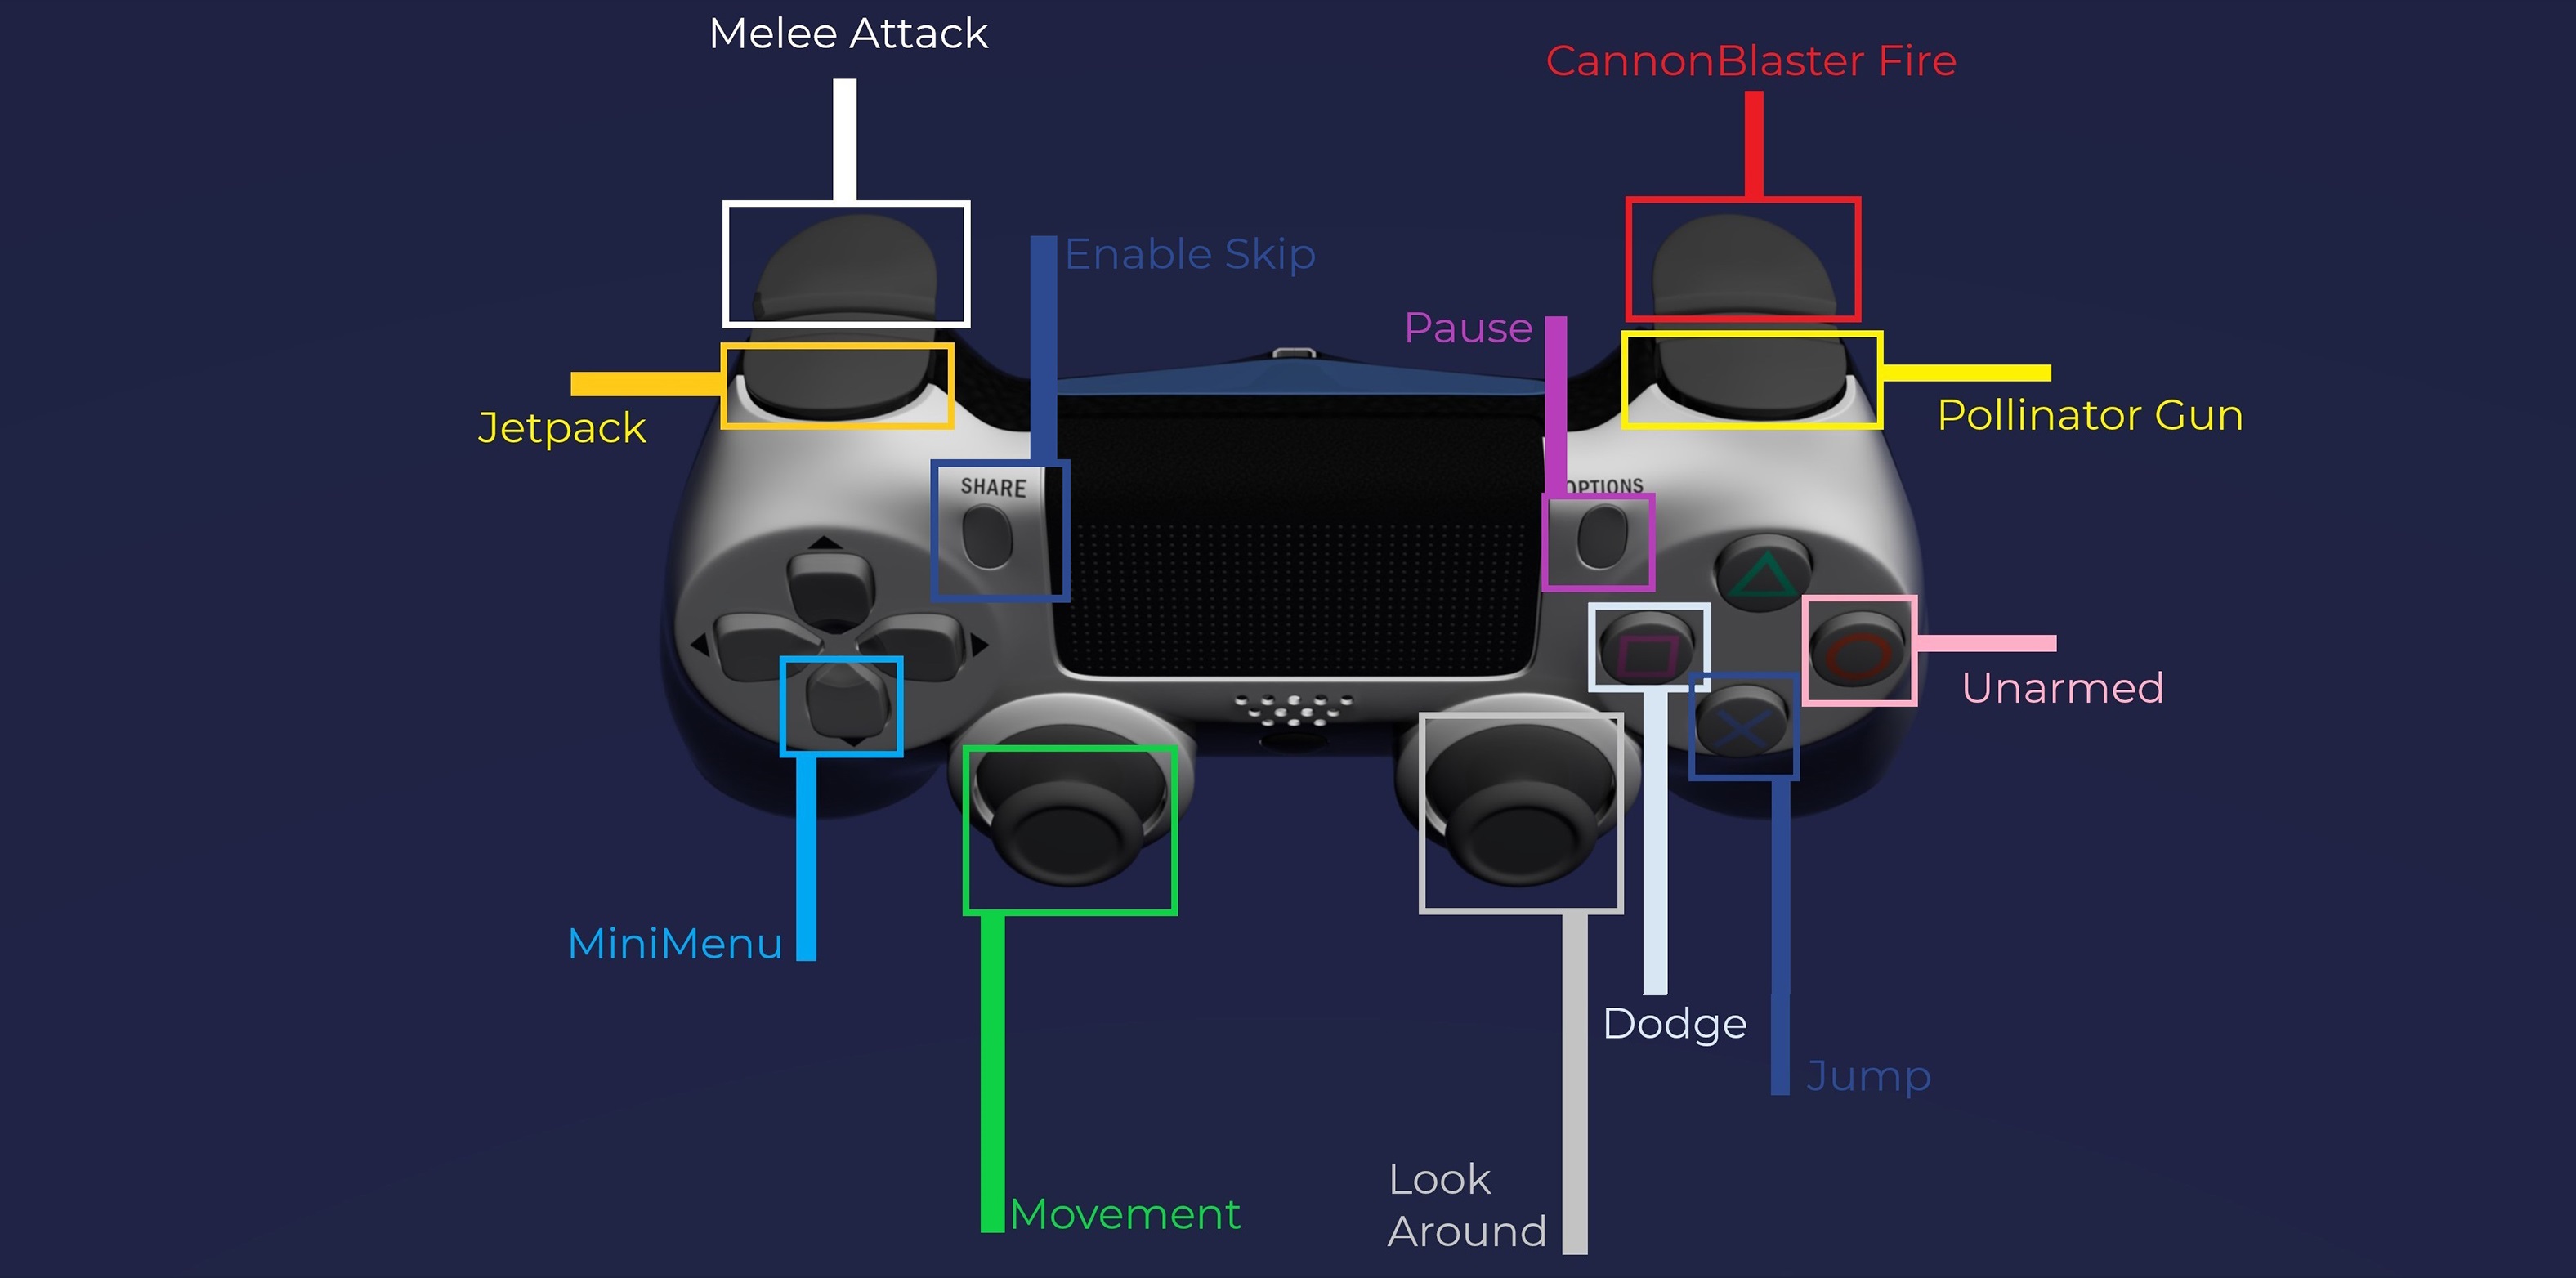 Melee Attack
CannonBlaster Fire
Enable Skip
Pause
Jetpack
Pollinator Gun
SHARE
OPTIONS
Unarmed
MiniMenu
Dodge
Jump
Look
Around
Movement